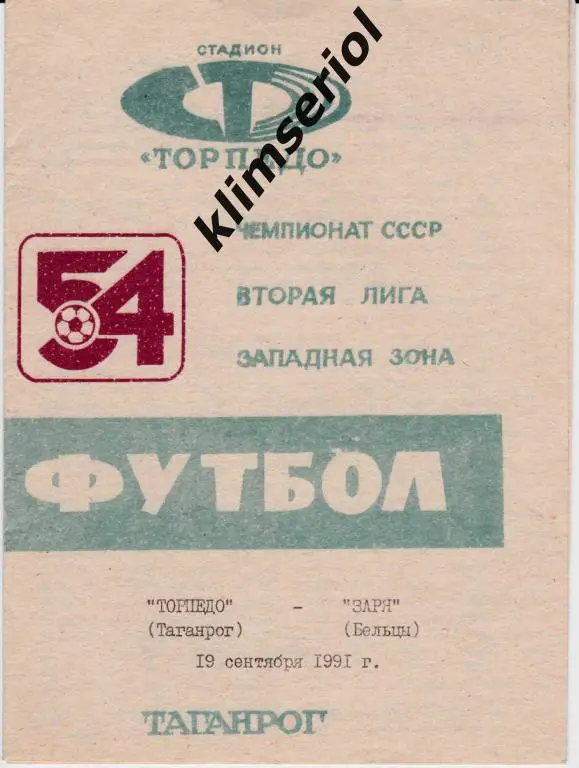 СТАДИОН
СТ
«ТОРПЕДО»
klimseriol
ЧЕМПИОНАТ СССР
54
ВТОРАЯ ЛИГА
ЗАПАДНАЯ ЗОНА
ФУТБОЛ
"ТОРПЕДО" - "ЗАРЯ"
(Таганрог) (Бельцы)
19 сентября 1991 г.
ТАГАНРОГ